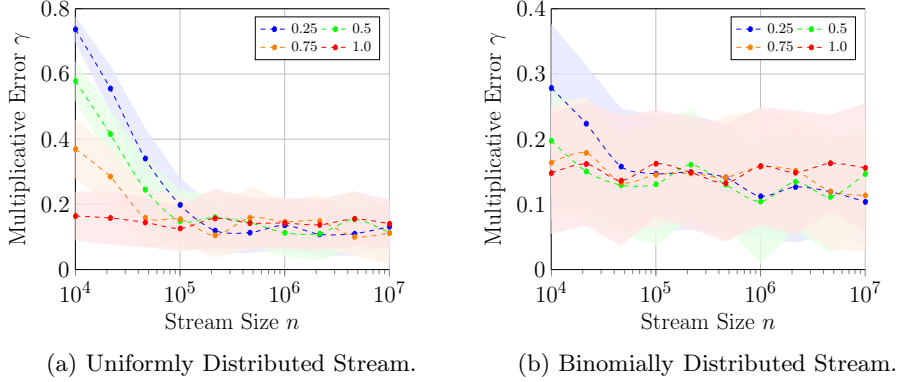 0.8
0.6
0.4
0.2
0
Multiplicative Error γ
0.25 0.5
0.75 1.0
10^4 10^5 10^6 10^7
Stream Size n
(a) Uniformly Distributed Stream.
0.4
0.3
0.2
0.1
0
Multiplicative Error γ
0.25 0.5
0.75 1.0
10^4 10^5 10^6 10^7
Stream Size n
(b) Binomially Distributed Stream.